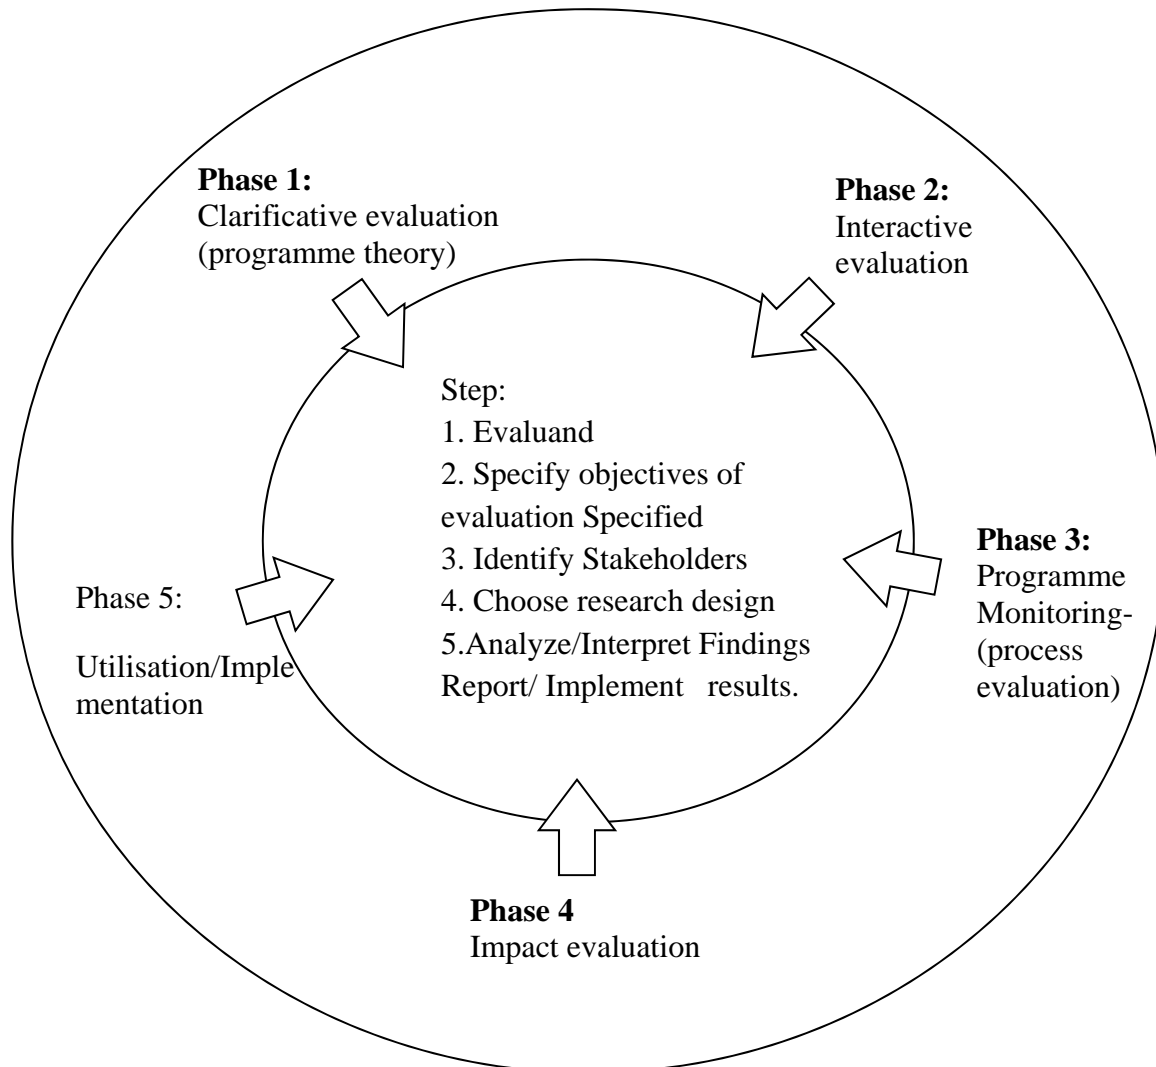 Phase 1:
Clarificative evaluation
(programme theory)
Phase 2:
Interactive
evaluation
Step:
1. Evaluand
2. Specify objectives of
evaluation Specified
3. Identify Stakeholders
4. Choose research design
5.Analyze/Interpret Findings
Report/ Implement results.
Phase 3:
Programme
Monitoring-
(process
evaluation)
Phase 4
Impact evaluation
Phase 5:
Utilisation/Imple
mentation